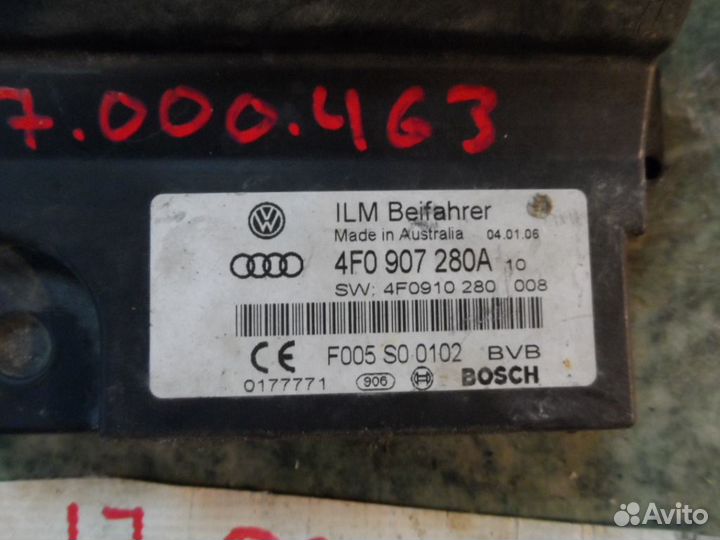 7.000.463
ILM Beifahrer
Made in Australia 04.01.06
4F0 907 280A 10
SW: 4F0910 280 008
CE F005 S0 0102 BVB
0177771 906 BOSCH
17
Avito